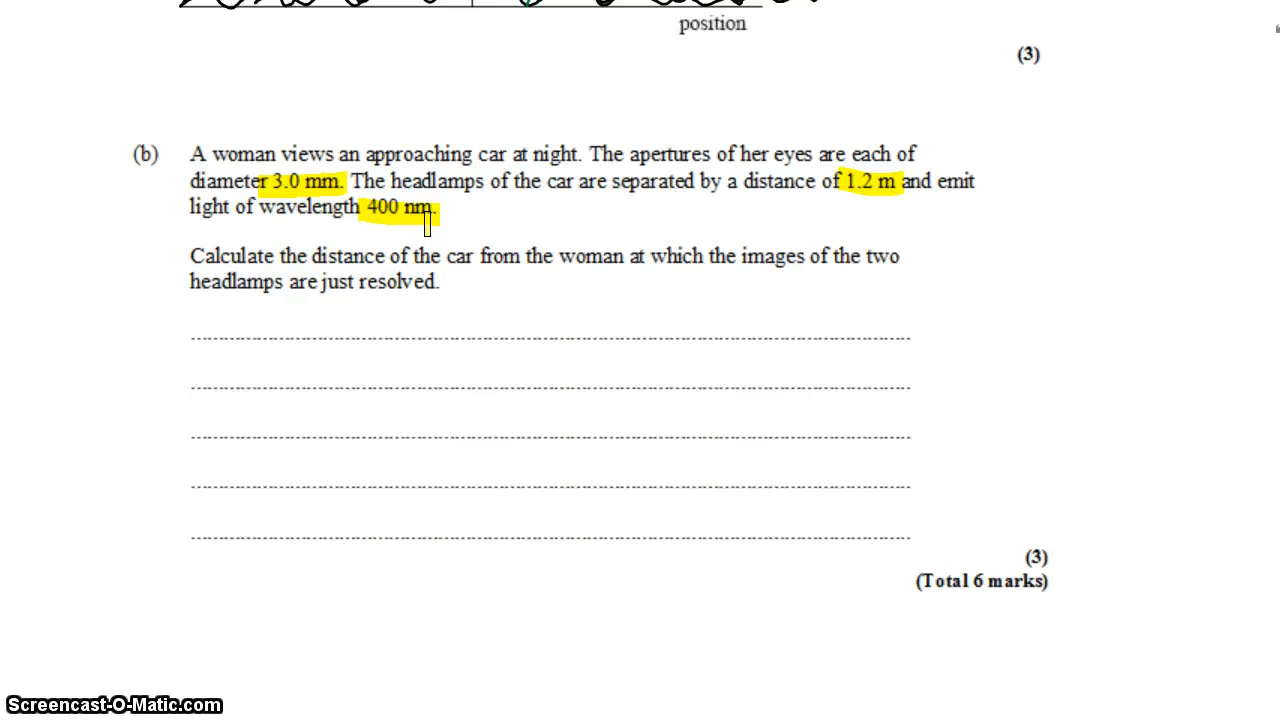 position
(3)
(b) A woman views an approaching car at night. The apertures of her eyes are each of
diameter 3.0 mm. The headlamps of the car are separated by a distance of 1.2 m and emit
light of wavelength 400 nm.
Calculate the distance of the car from the woman at which the images of the two
headlamps are just resolved.
(3)
(Total 6 marks)
Screencast-O-Matic.com